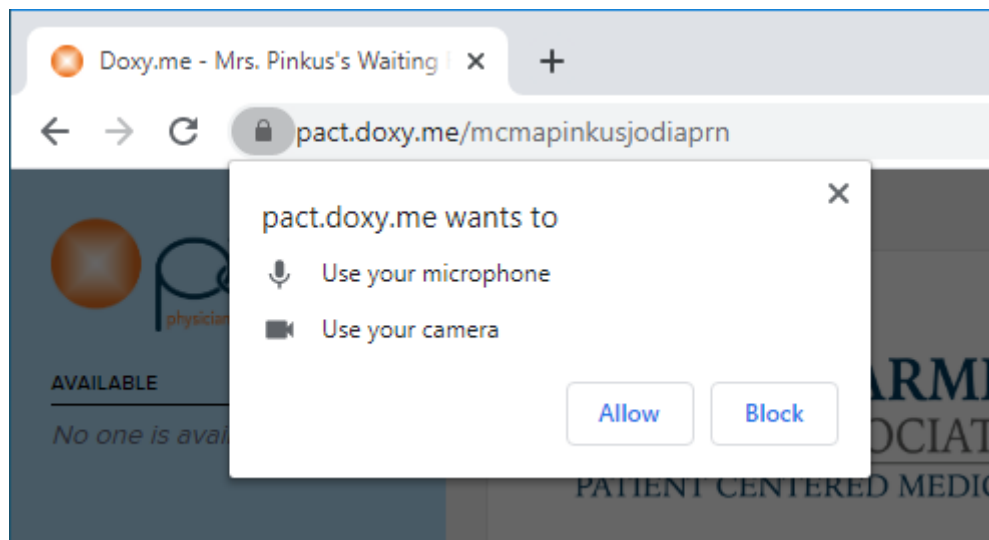 Doxy.me - Mrs. Pinkus's Waiting
pact.doxy.me/mcmapinkusjodiaprn
pact.doxy.me wants to
Use your microphone
Use your camera
Allow
Block
physician
AVAILABLE
No one is avai
ARM
OCIAT
PATIENT CENTERED MEDIC